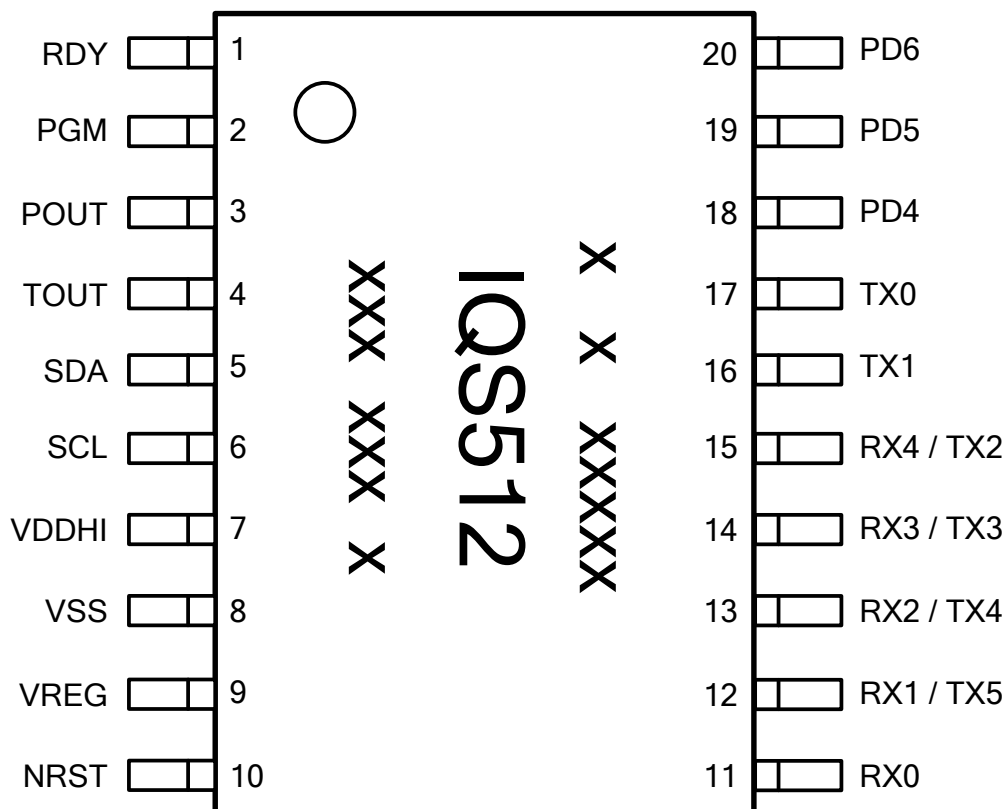 RDY 1 20 PD6
PGM 2 19 PD5
POUT 3 18 PD4
TOUT 4 17 TX0
SDA 5 16 TX1
SCL 6 15 RX4 / TX2
VDDHI 7 14 RX3 / TX3
VSS 8 13 RX2 / TX4
VREG 9 12 RX1 / TX5
NRST 10 11 RX0
x x xxxxx
IQS512
xxx xxx x